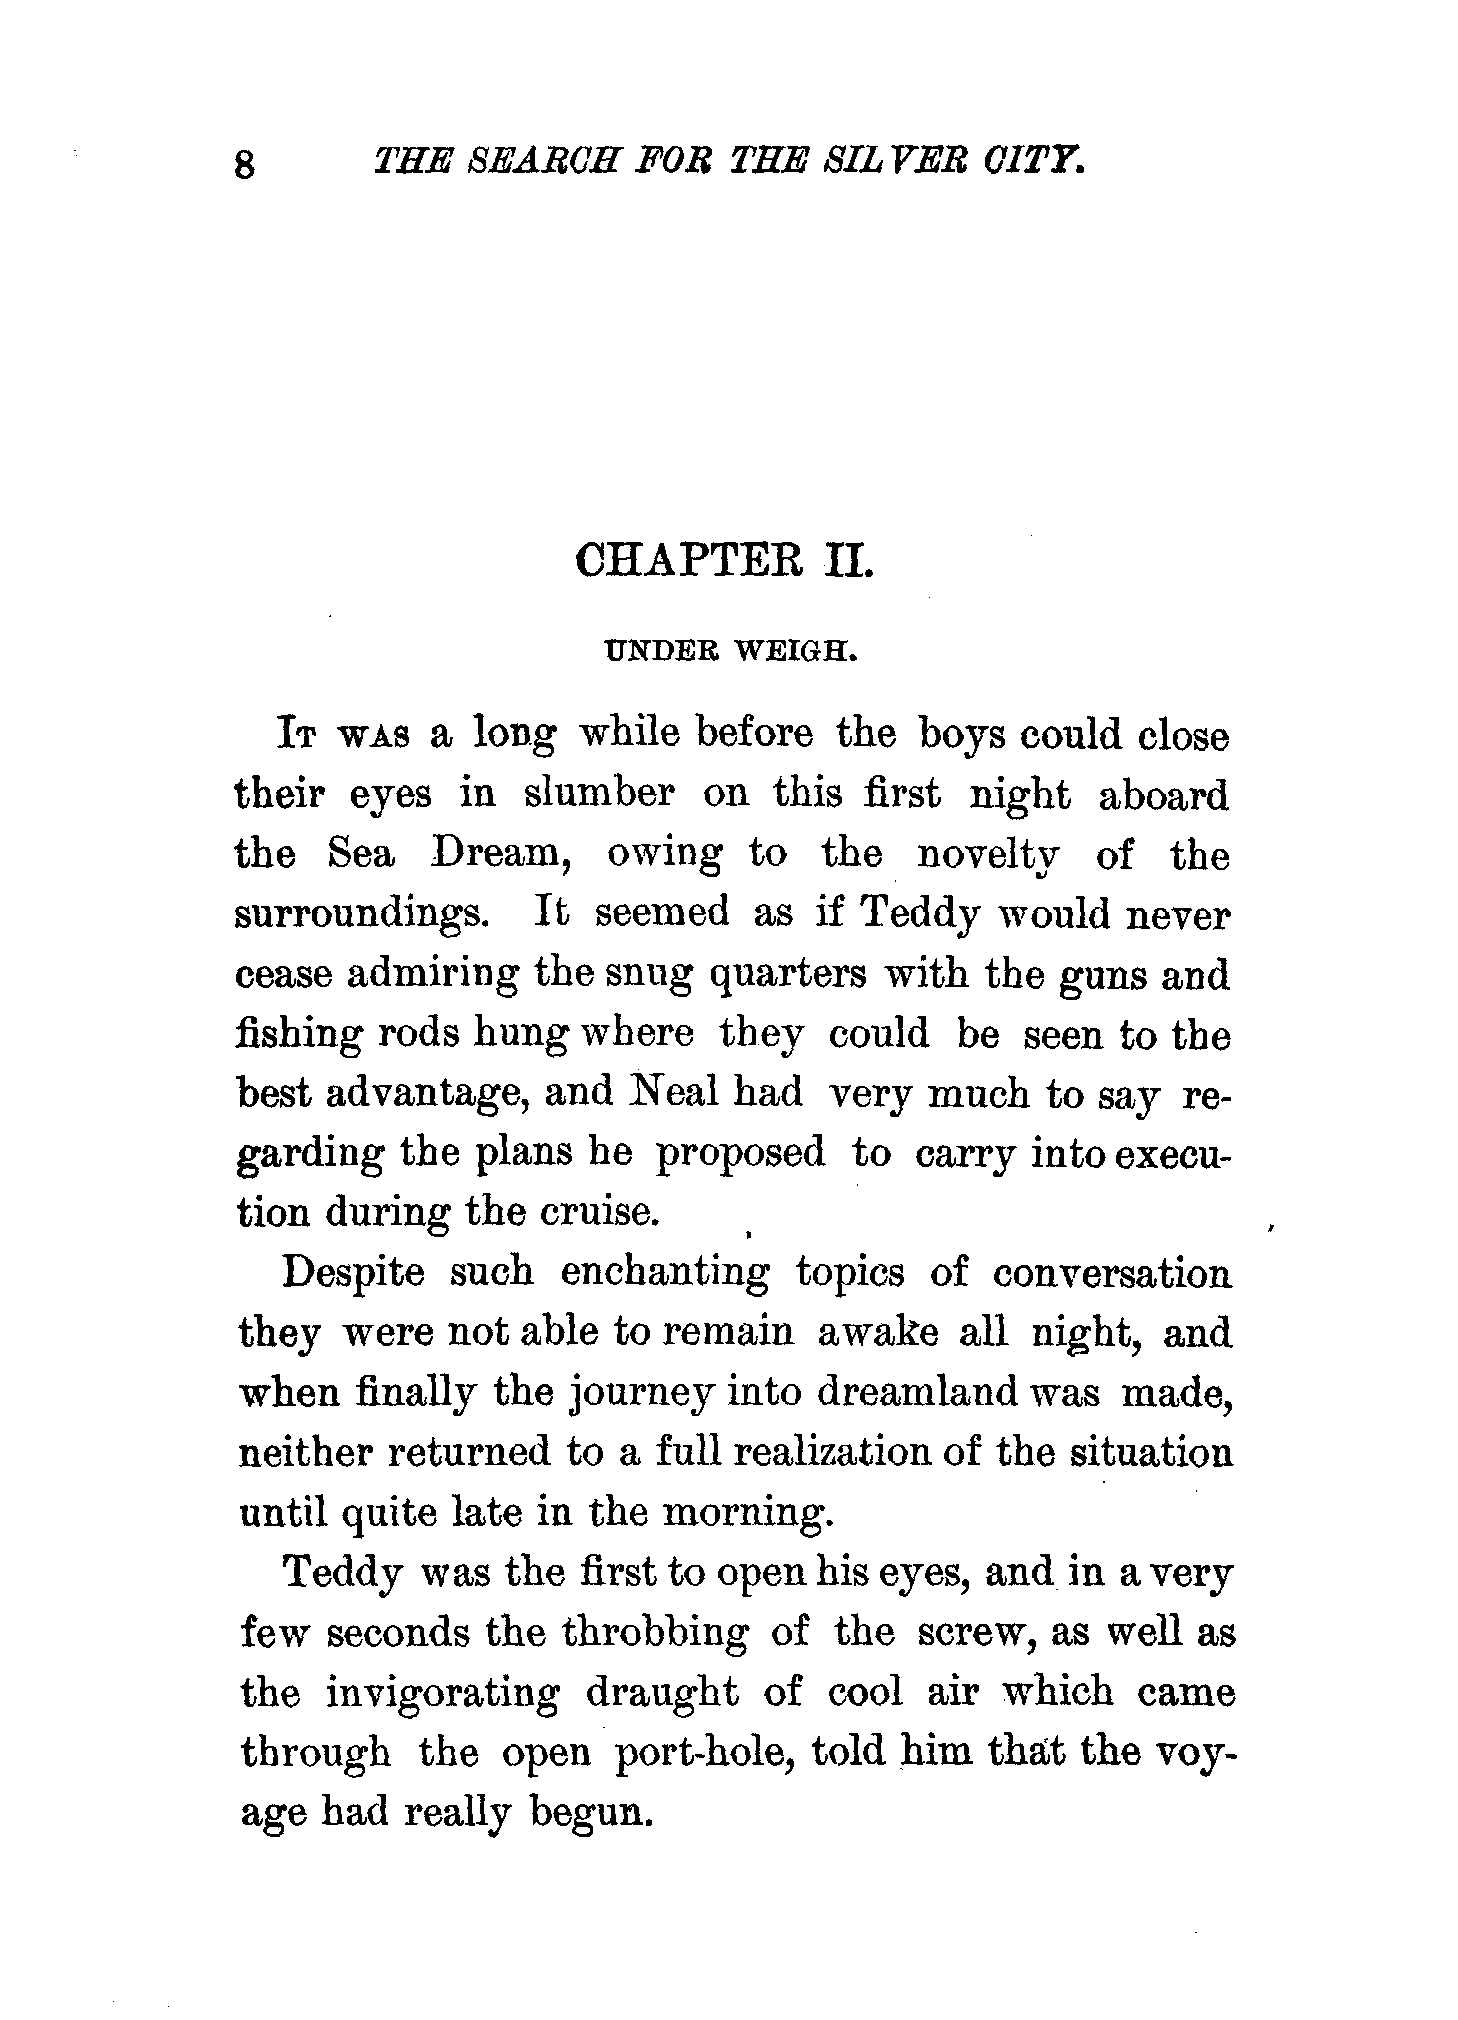 8 THE SEARCH FOR THE SILVER CITY.
CHAPTER II.
UNDER WEIGH.
IT WAS a long while before the boys could close
their eyes in slumber on this first night aboard
the Sea Dream, owing to the novelty of the
surroundings. It seemed as if Teddy would never
cease admiring the snug quarters with the guns and
fishing rods hung where they could be seen to the
best advantage, and Neal had very much to say re-
garding the plans he proposed to carry into execu-
tion during the cruise.
Despite such enchanting topics of conversation
they were not able to remain awake all night, and
when finally the journey into dreamland was made,
neither returned to a full realization of the situation
until quite late in the morning.
Teddy was the first to open his eyes, and in a very
few seconds the throbbing of the screw, as well as
the invigorating draught of cool air which came
through the open port-hole, told him that the voy-
age had really begun.